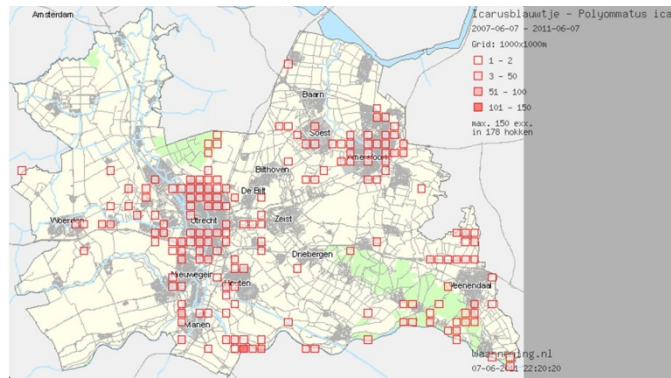 Amsterdam
Icarusblauwtje - Polyommatus ica
2007-06-07 - 2011-06-07
Grid: 1000x1000m
1 - 2
3 - 50
51 - 100
101 - 150
max. 150 exx.
in 178 hokken
Baarn
Soest
Amersfoort
Bilthoven
De Bilt
Woerden
Utrecht
Zeist
Driebergen
Nieuwegein
Houten
Veenendaal
Vianen
Waarneming.nl
07-06-2011 22:20:20